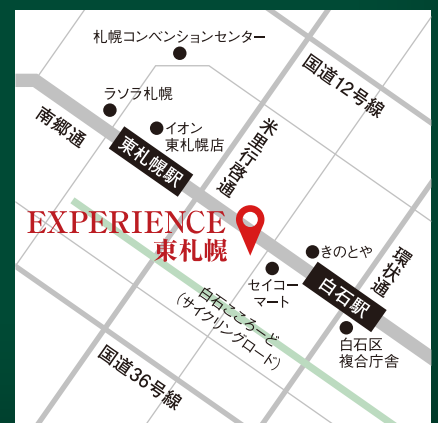 札幌コンベンションセンター
国道12号線
ラソラ札幌
南郷通
イオン
東札幌店
米里行啓通
東札幌駅
EXPERIENCE
東札幌
きのとや
環状通
セイコー
マート
白石駅
白石こころーど
(サイクリングロード)
白石区
複合庁舎
国道36号線